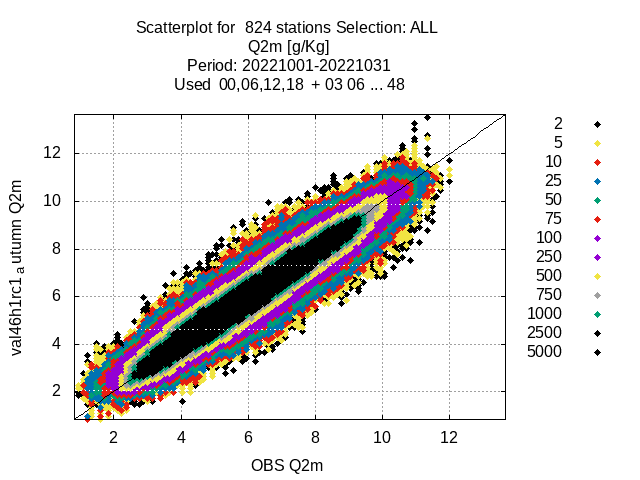 Scatterplot for  824 stations Selection: ALL
Q2m [g/Kg]
Period: 20221001-20221031
Used  00,06,12,18  + 03 06 ... 48
2
5
10
25
50
75
100
250
500
750
1000
2500
5000
12
10
8
6
4
2
val46h1rc1_autumn Q2m
2 4 6 8 10 12
OBS Q2m